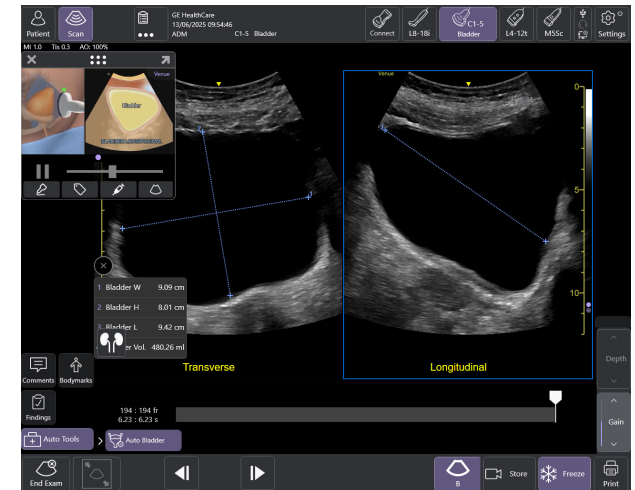 GE HealthCare
13/06/2025 09:54:46
ADM C1-5 Bladder
Patient
Scan
Connect
L8-18i
C1-5
Bladder
L4-12t
M5Sc
Settings
MI 1.0 TIs 0.3 AO: 100%
Venue
Bladder
BLADDER LONGITUDINAL
Venue
0
5
10
1 Bladder W 9.09 cm
2 Bladder H 8.01 cm
3 Bladder L 9.42 cm
er Vol. 480.26 ml
Transverse
Longitudinal
Comments
Bodymarks
Findings
Depth
Gain
194 : 194 fr
6.23 : 6.23 s
Auto Tools
Auto Bladder
End Exam
B
Store
Freeze
Print